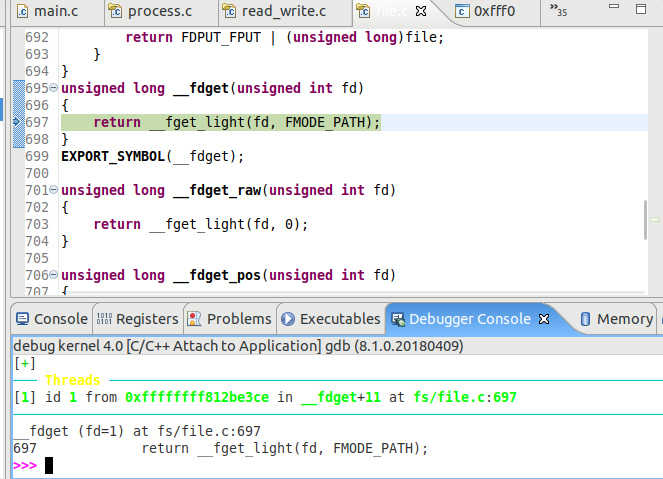 main.c process.c read_write.c file.c 0xfff0 »35
692 return FDPUT_FPUT | (unsigned long)file;
693 }
694 }
695 unsigned long __fdget(unsigned int fd)
696 {
697 return __fget_light(fd, FMODE_PATH);
698 }
699 EXPORT_SYMBOL(__fdget);
700
701 unsigned long __fdget_raw(unsigned int fd)
702 {
703 return __fget_light(fd, 0);
704 }
705
706 unsigned long __fdget_pos(unsigned int fd)
707 {
Console Registers Problems Executables Debugger Console Memory
debug kernel 4.0 [C/C++ Attach to Application] gdb (8.1.0.20180409)
[+]
Threads
[1] id 1 from 0xffffffff812be3ce in __fdget+11 at fs/file.c:697
__fdget (fd=1) at fs/file.c:697
697 return __fget_light(fd, FMODE_PATH);
>>>